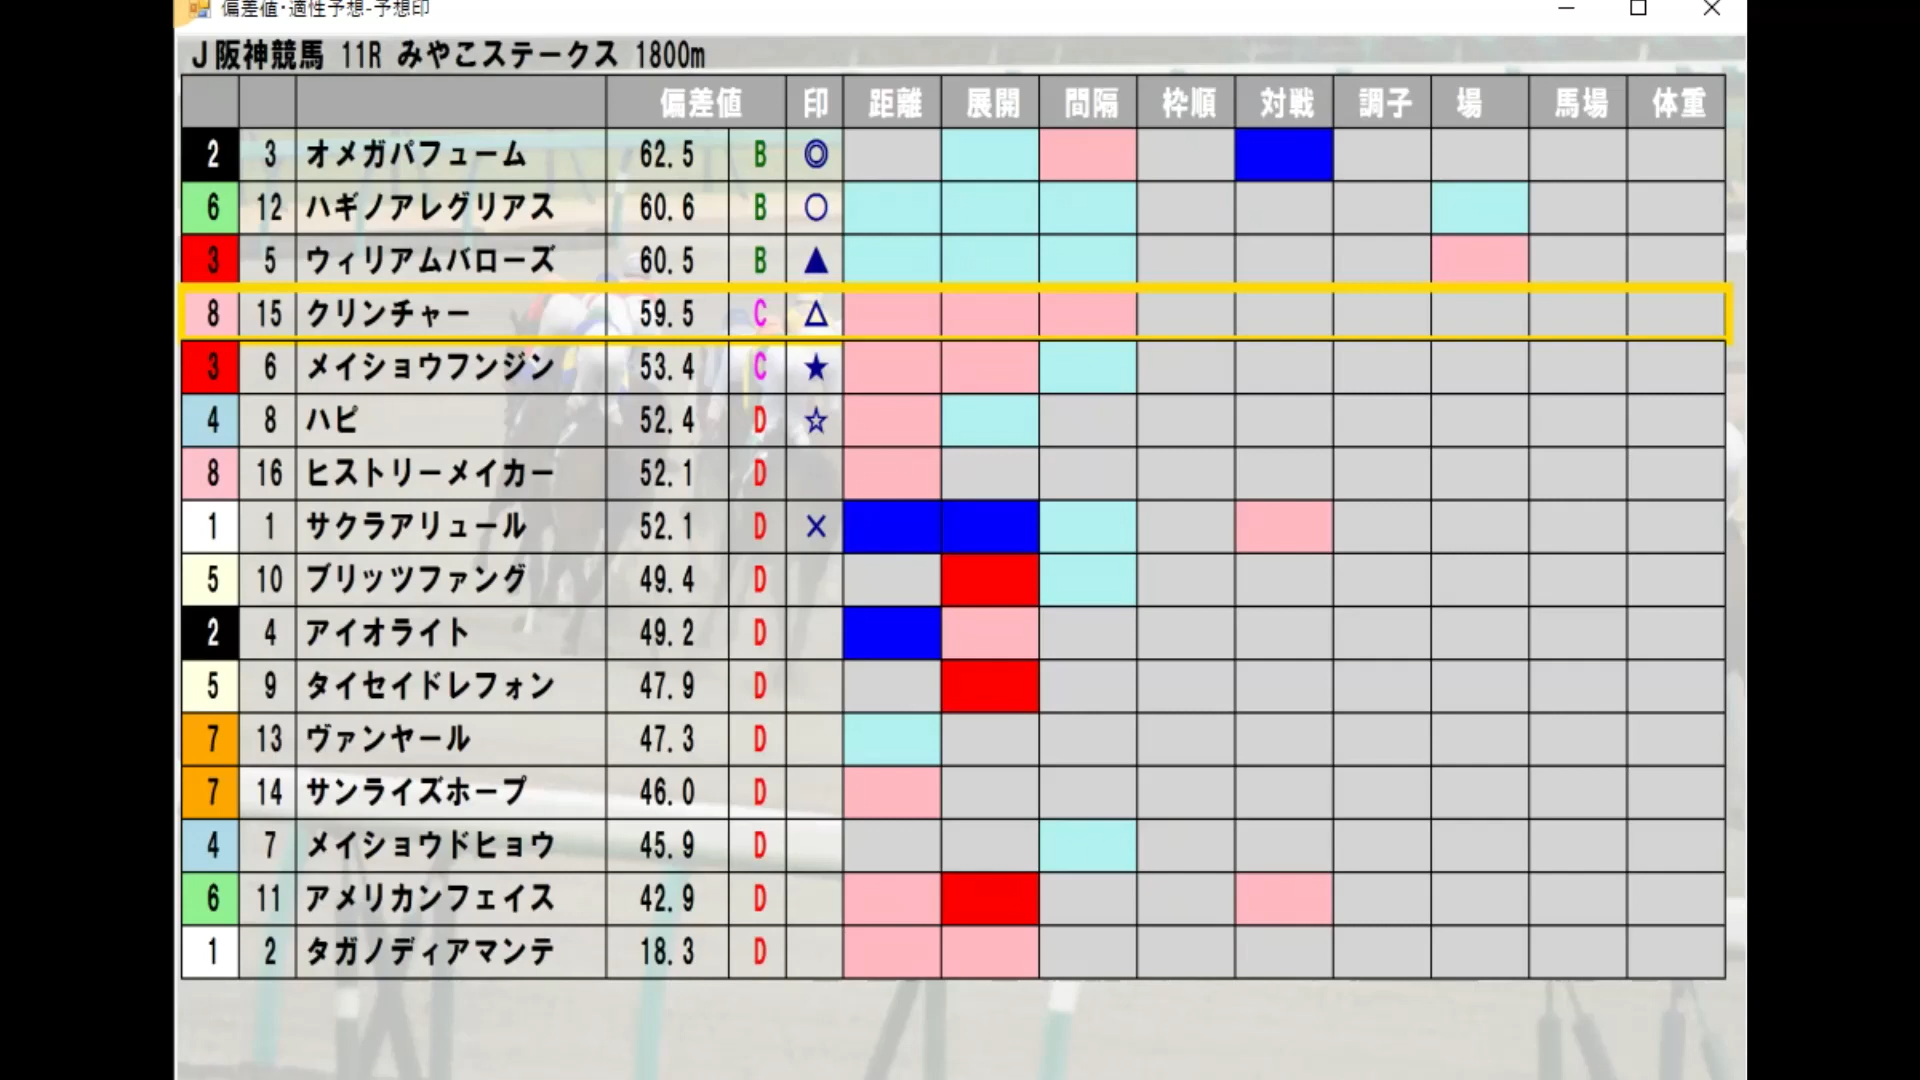 偏差値・適性予想-予想印
J阪神競馬 11R みやこステークス 1800m
偏差値 印 距離 展開 間隔 枠順 対戦 調子 場 馬場 体重
2 3 オメガパフューム 62.5 B ◎
6 12 ハギノアレグリアス 60.6 B ○
3 5 ウィリアムバローズ 60.5 B ▲
8 15 クリンチャー 59.5 C △
3 6 メイショウフンジン 53.4 C ★
4 8 ハピ 52.4 D ☆
8 16 ヒストリーメイカー 52.1 D
1 1 サクラアリュール 52.1 D ×
5 10 ブリッツファング 49.4 D
2 4 アイオライト 49.2 D
5 9 タイセイドレフォン 47.9 D
7 13 ヴァンヤール 47.3 D
7 14 サンライズホープ 46.0 D
4 7 メイショウドヒョウ 45.9 D
6 11 アメリカンフェイス 42.9 D
1 2 タガノディアマンテ 18.3 D